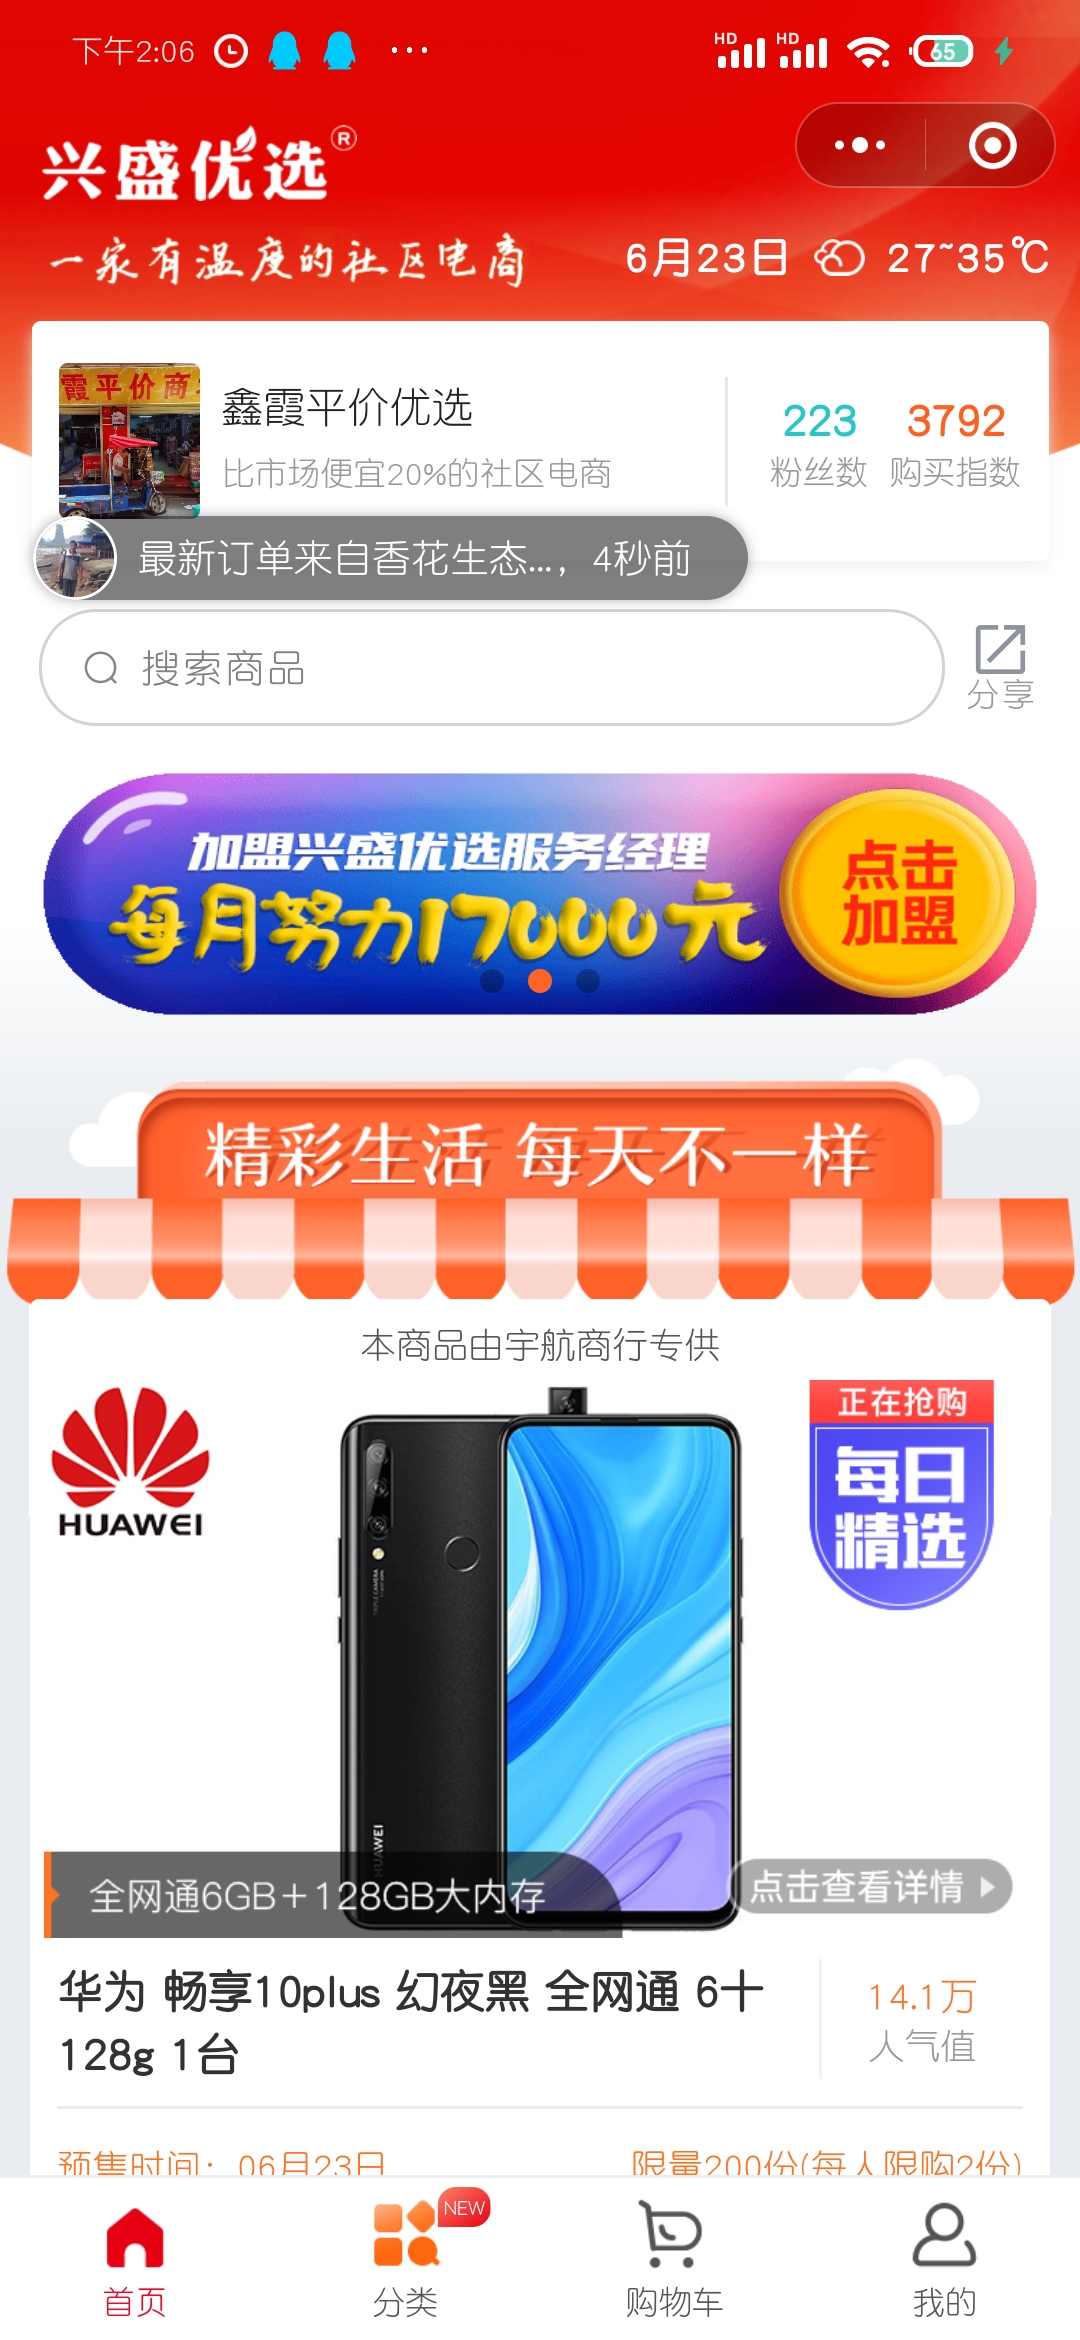 下午2:06
HD HD 65
兴盛优选®
一家有温度的社区电商
6月23日 27~35℃
霞平价商
鑫霞平价优选
比市场便宜20%的社区电商
223 3792
粉丝数 购买指数
最新订单来自香花生态...，4秒前
搜索商品
分享
加盟兴盛优选服务经理
每月努力17000元
点击
加盟
精彩生活 每天不一样
本商品由宇航商行专供
HUAWEI
正在抢购
每日
精选
TRIPLE CAMERA
HUAWEI
全网通6GB＋128GB大内存
点击查看详情
华为 畅享10plus 幻夜黑 全网通 6十
128g 1台
14.1万
人气值
预售时间：06月23日
限量200份(每人限购2份)
NEW
首页
分类
购物车
我的